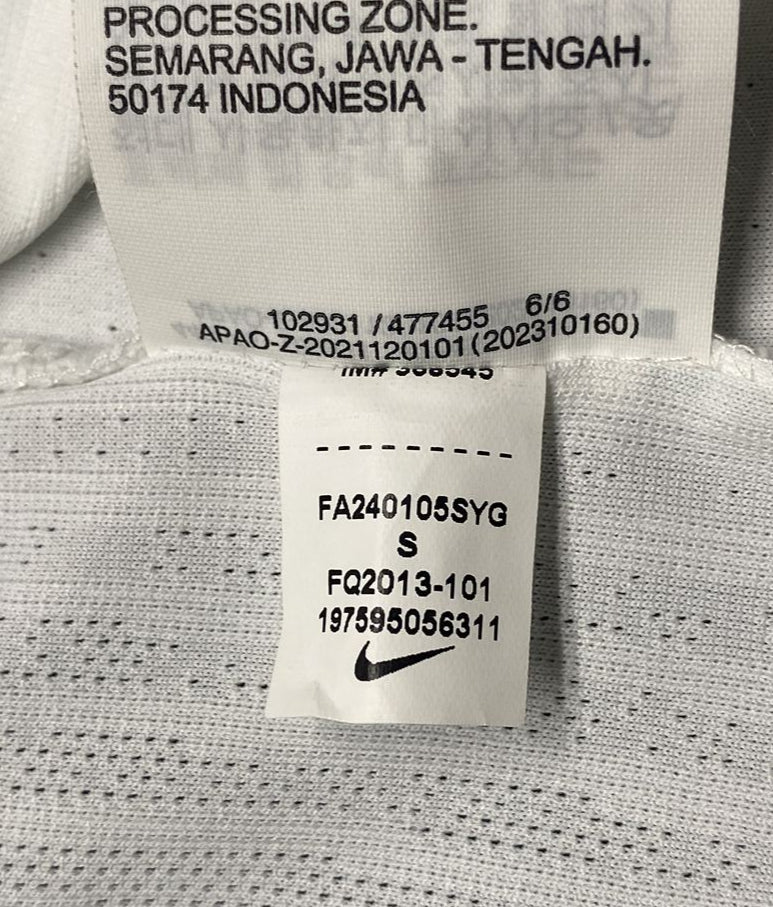 PROCESSING ZONE.
SEMARANG, JAWA - TENGAH.
50174 INDONESIA
102931 / 477455 6/6
APAO-Z-2021120101 (202310160)
FA240105SYG
S
FQ2013-101
197595056311